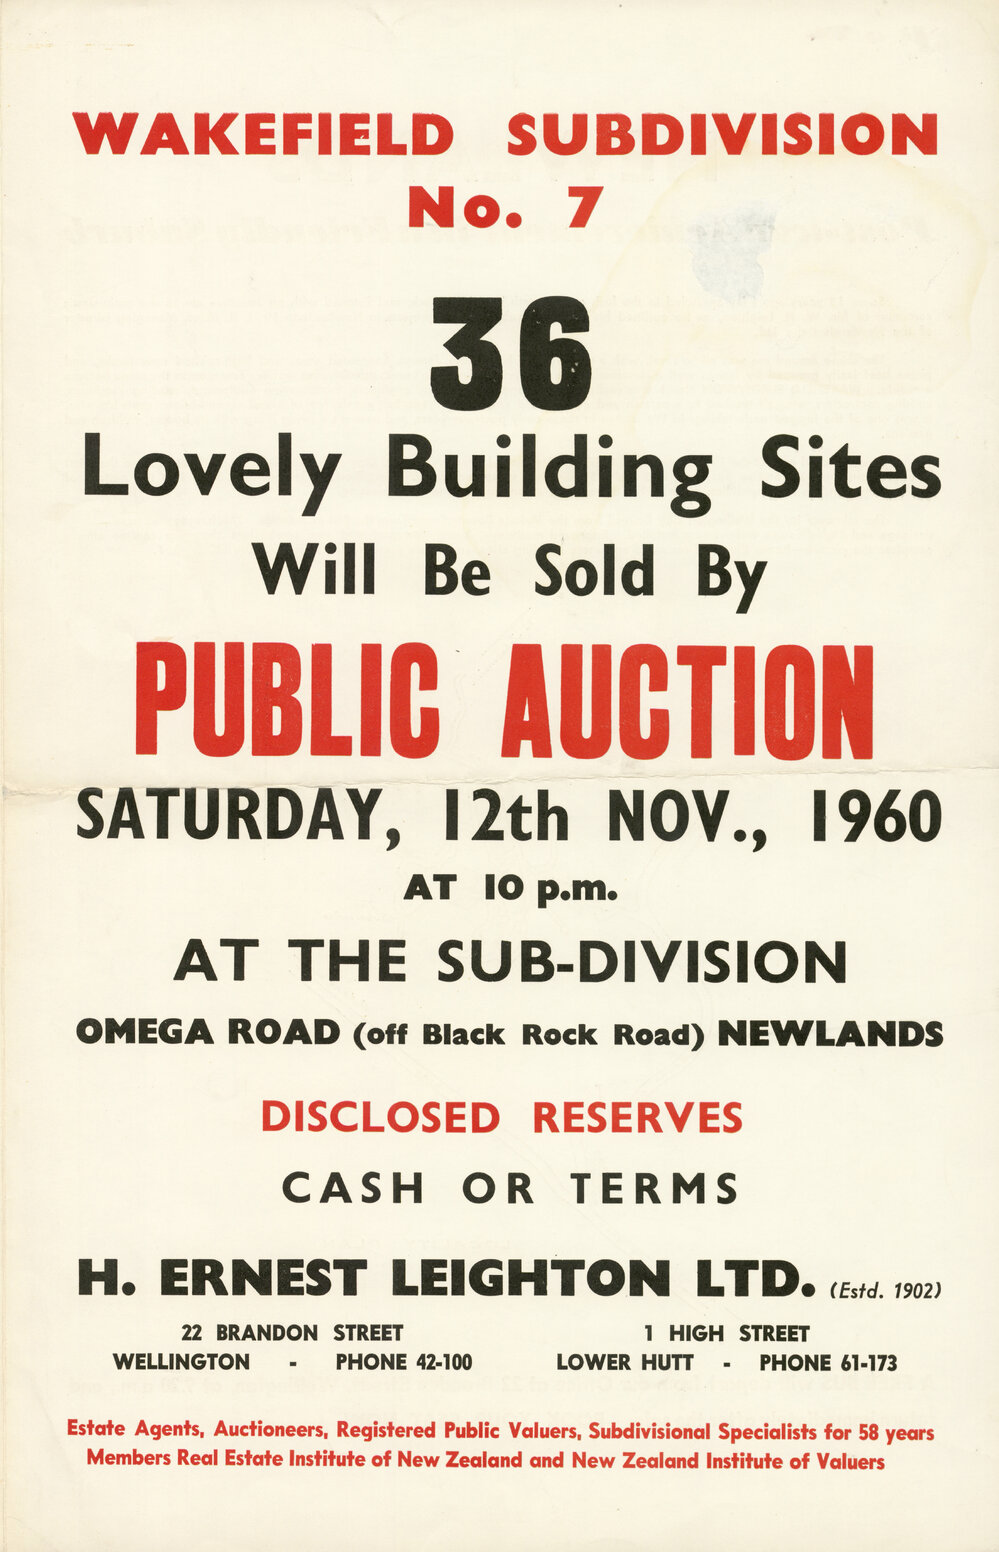 WAKEFIELD SUBDIVISION
No. 7
36
Lovely Building Sites
Will Be Sold By
PUBLIC AUCTION
SATURDAY, 12th NOV., 1960
AT 10 p.m.
AT THE SUB-DIVISION
OMEGA ROAD (off Black Rock Road) NEWLANDS
DISCLOSED RESERVES
CASH OR TERMS
H. ERNEST LEIGHTON LTD. (Estd. 1902)
22 BRANDON STREET
WELLINGTON - PHONE 42-100
1 HIGH STREET
LOWER HUTT - PHONE 61-173
Estate Agents, Auctioneers, Registered Public Valuers, Subdivisional Specialists for 58 years
Members Real Estate Institute of New Zealand and New Zealand Institute of Valuers